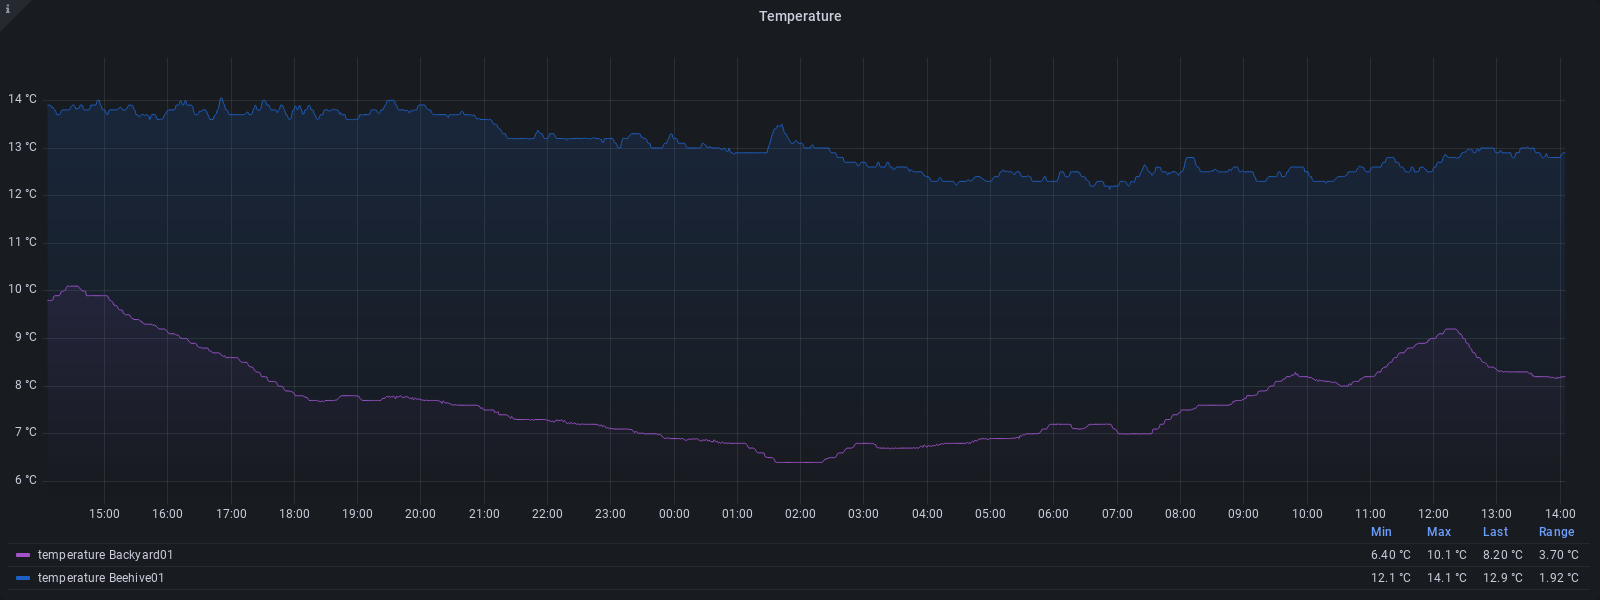 i
Temperature
14 °C
13 °C
12 °C
11 °C
10 °C
9 °C
8 °C
7 °C
6 °C
15:00 16:00 17:00 18:00 19:00 20:00 21:00 22:00 23:00 00:00 01:00 02:00 03:00 04:00 05:00 06:00 07:00 08:00 09:00 10:00 11:00 12:00 13:00 14:00
Min Max Last Range
temperature Backyard01 6.40 °C 10.1 °C 8.20 °C 3.70 °C
temperature Beehive01 12.1 °C 14.1 °C 12.9 °C 1.92 °C